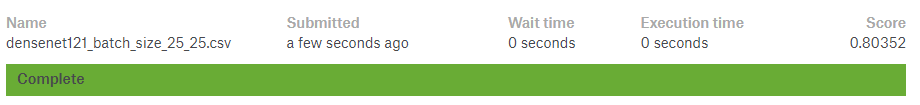 Name Submitted Wait time Execution time Score
densenet121_batch_size_25_25.csv a few seconds ago 0 seconds 0 seconds 0.80352
Complete